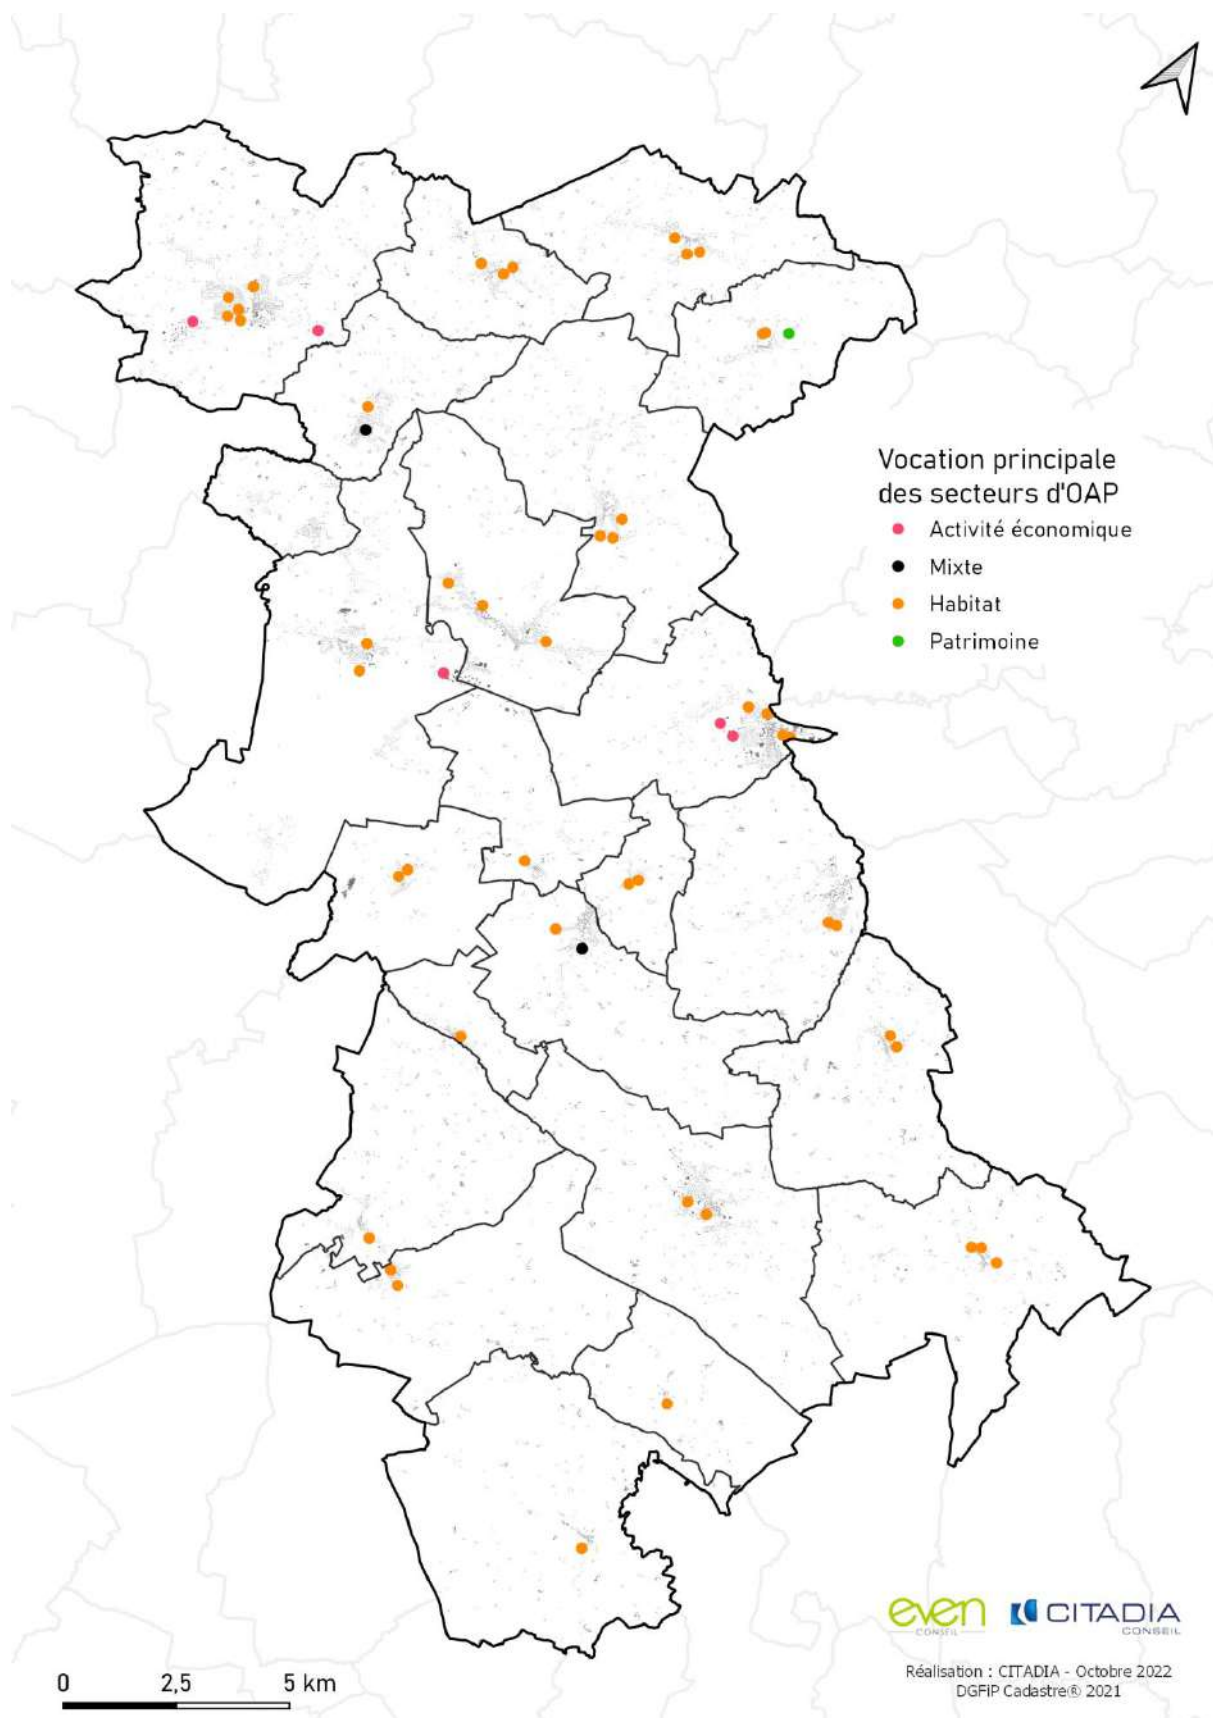 Vocation principale
des secteurs d'OAP
Activité économique
Mixte
Habitat
Patrimoine
even
CONSEIL
CITADIA
CONSEIL
0 2,5 5 km
Réalisation : CITADIA - Octobre 2022
DGFiP Cadastre® 2021